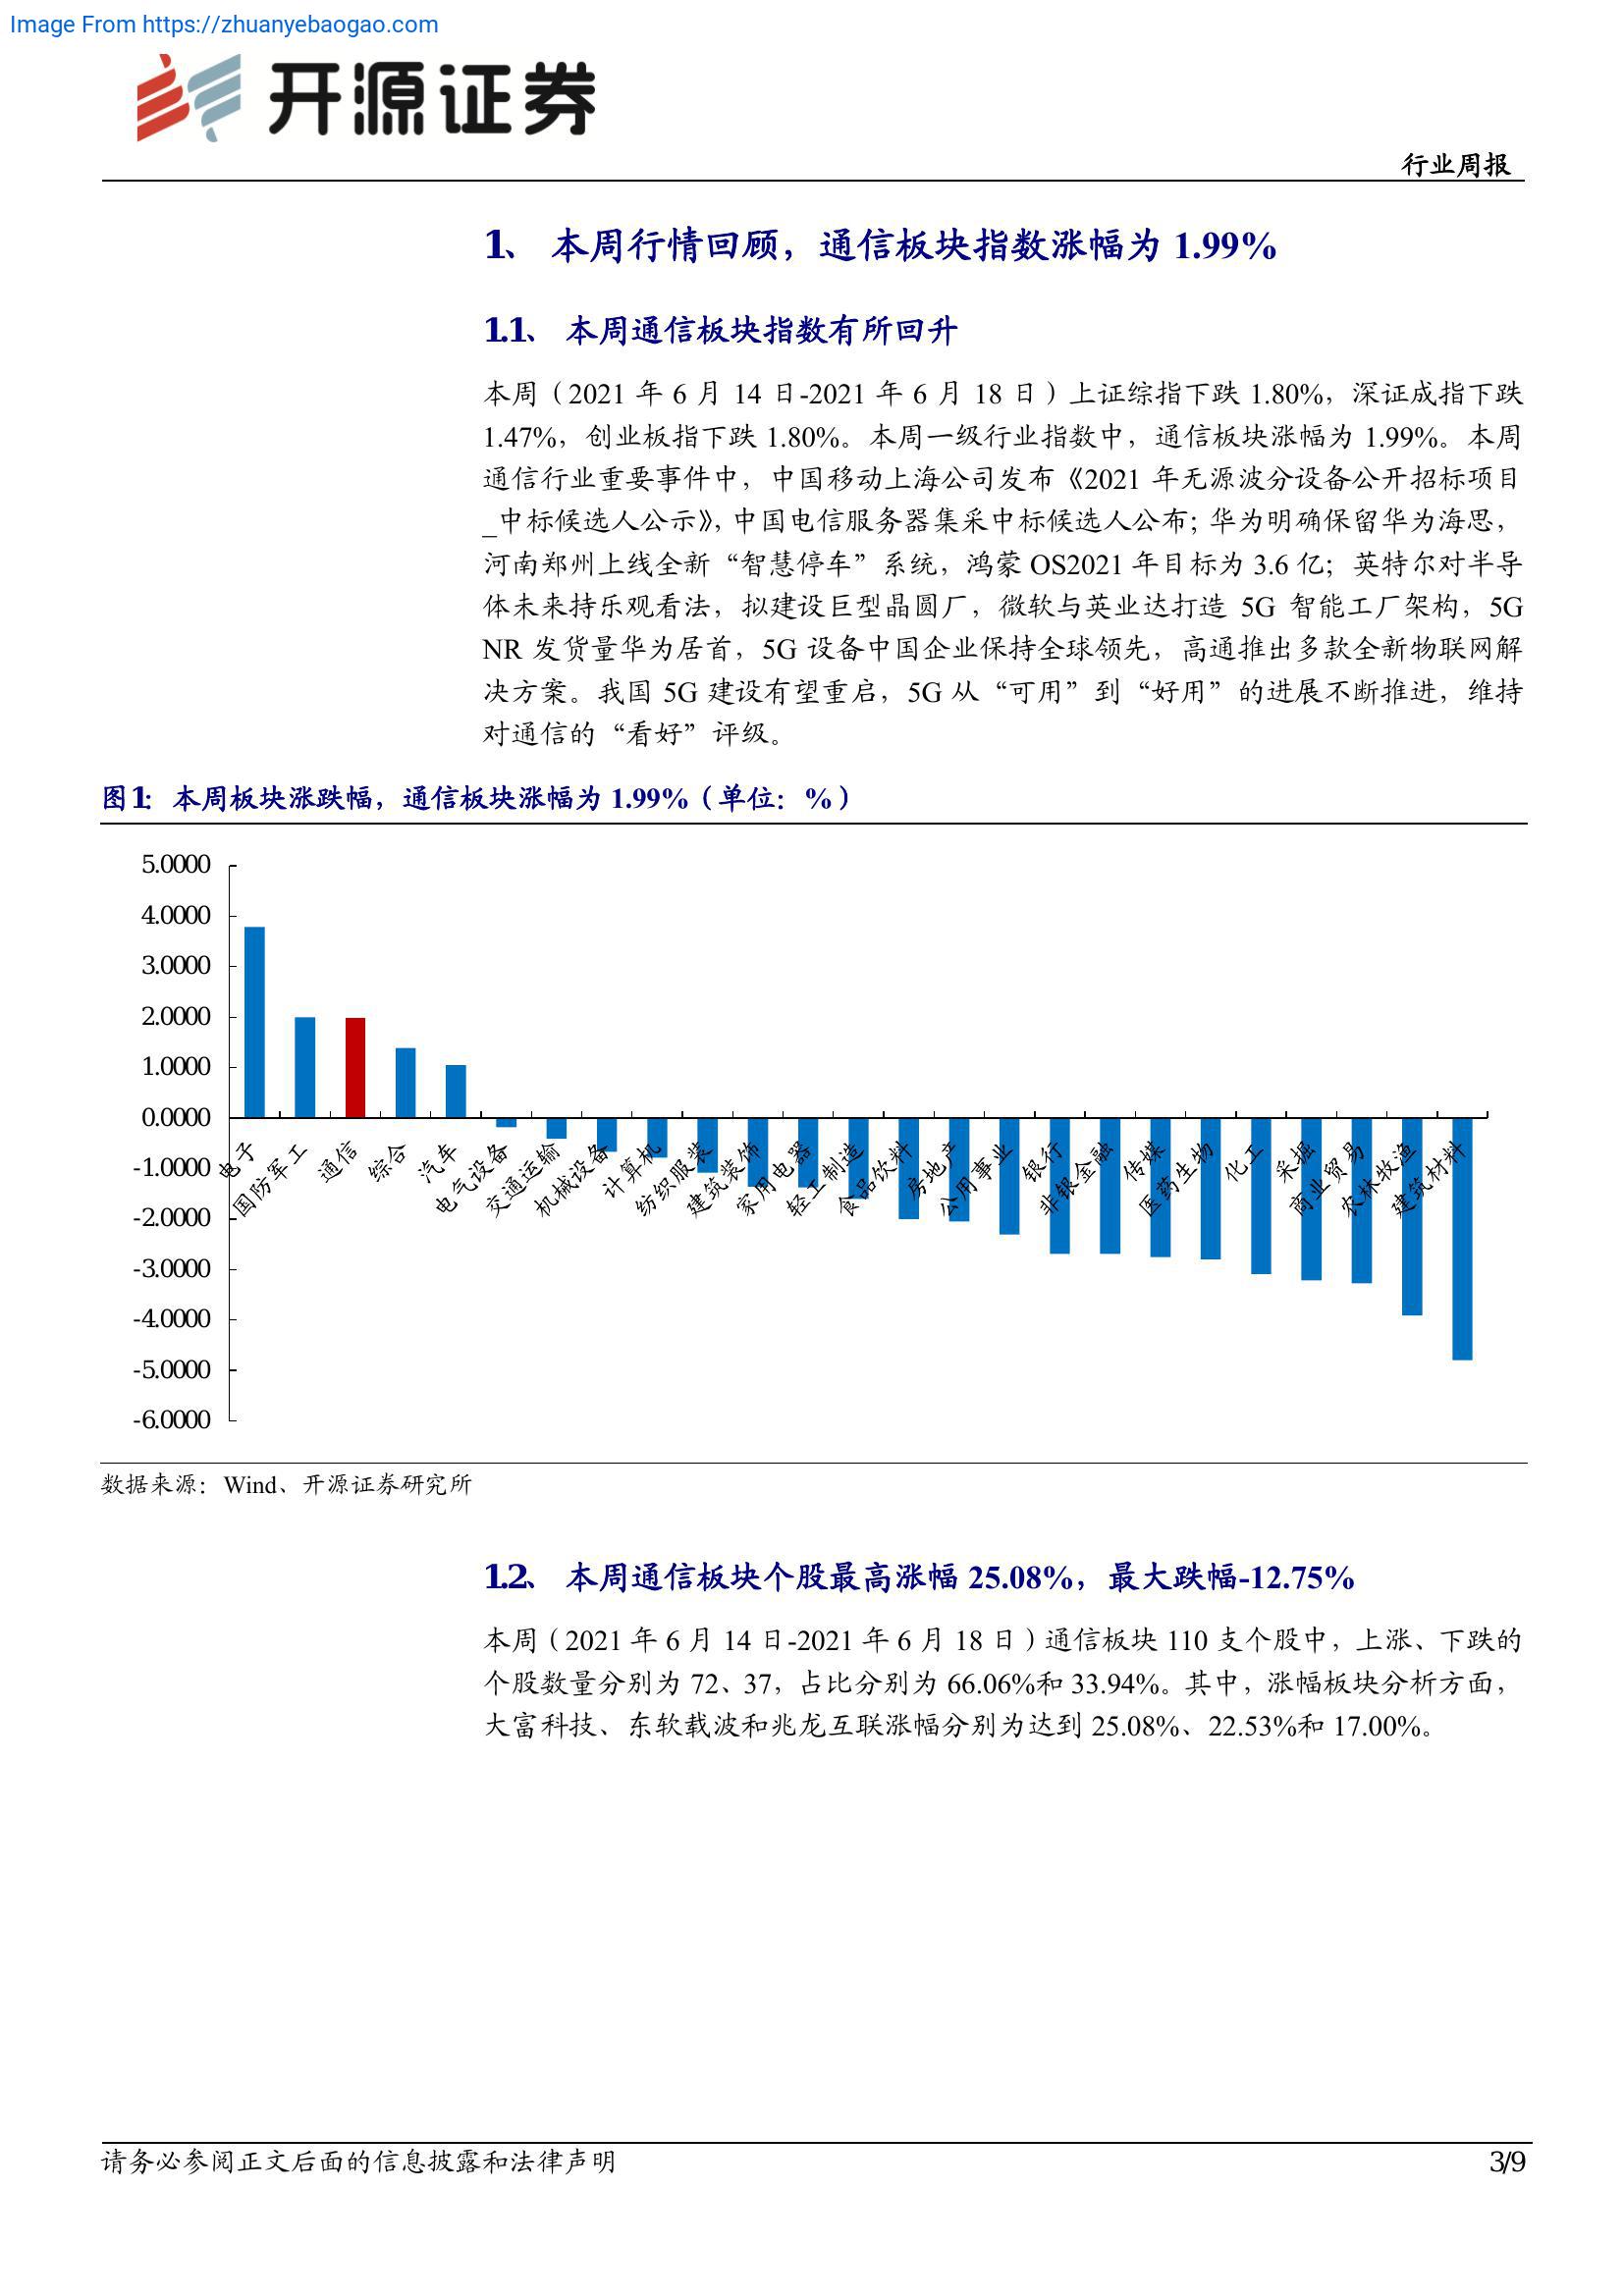 Image From https://zhuanyebaogao.com
开源证券
行业周报
1、 本周行情回顾，通信板块指数涨幅为 1.99%
1.1、 本周通信板块指数有所回升
本周（2021 年 6 月 14 日-2021 年 6 月 18 日）上证综指下跌 1.80%，深证成指下跌
1.47%，创业板指下跌 1.80%。本周一级行业指数中，通信板块涨幅为 1.99%。本周
通信行业重要事件中，中国移动上海公司发布《2021 年无源波分设备公开招标项目
_中标候选人公示》，中国电信服务器集采中标候选人公布；华为明确保留华为海思，
河南郑州上线全新“智慧停车”系统，鸿蒙 OS2021 年目标为 3.6 亿；英特尔对半导
体未来持乐观看法，拟建设巨型晶圆厂，微软与英业达打造 5G 智能工厂架构，5G
NR 发货量华为居首，5G 设备中国企业保持全球领先，高通推出多款全新物联网解
决方案。我国 5G 建设有望重启，5G 从“可用”到“好用”的进展不断推进，维持
对通信的“看好”评级。
图1：本周板块涨跌幅，通信板块涨幅为 1.99%（单位：%）
5.0000
4.0000
3.0000
2.0000
1.0000
0.0000
-1.0000
-2.0000
-3.0000
-4.0000
-5.0000
-6.0000
电子
国防军工
通信
综合
汽车
电气设备
交通运输
机械设备
计算机
纺织服装
建筑装饰
家用电器
轻工制造
食品饮料
房地产
公用事业
银行
非银金融
传媒
医药生物
化工
采掘
商业贸易
农林牧渔
建筑材料
数据来源：Wind、开源证券研究所
1.2、 本周通信板块个股最高涨幅 25.08%，最大跌幅-12.75%
本周（2021 年 6 月 14 日-2021 年 6 月 18 日）通信板块 110 支个股中，上涨、下跌的
个股数量分别为 72、37，占比分别为 66.06%和 33.94%。其中，涨幅板块分析方面，
大富科技、东软载波和兆龙互联涨幅分别为达到 25.08%、22.53%和 17.00%。
请务必参阅正文后面的信息披露和法律声明
3/9